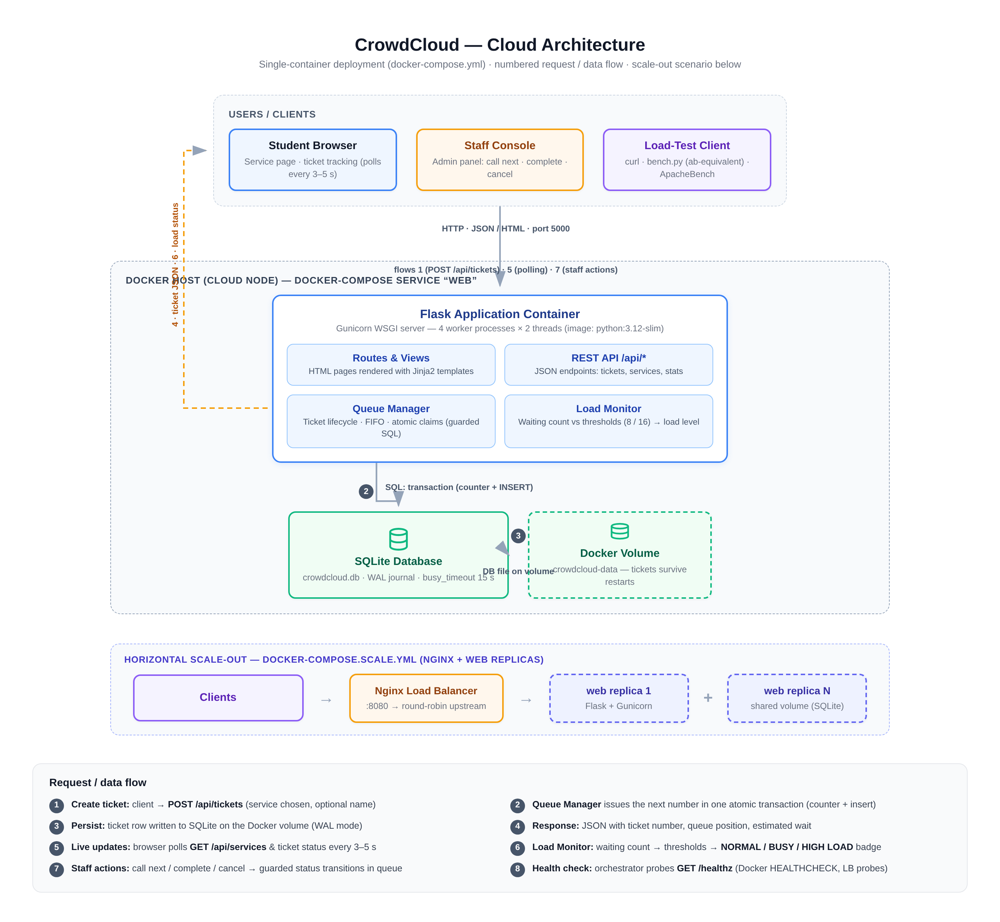 CrowdCloud — Cloud Architecture
Single-container deployment (docker-compose.yml) · numbered request / data flow · scale-out scenario below
USERS / CLIENTS
Student Browser
Service page · ticket tracking (polls
every 3–5 s)
Staff Console
Admin panel: call next · complete ·
cancel
Load-Test Client
curl · bench.py (ab-equivalent) ·
ApacheBench
HTTP · JSON / HTML · port 5000
4 · ticket JSON · 6 · load status
flows 1 (POST /api/tickets) · 5 (polling) · 7 (staff actions)
DOCKER HOST (CLOUD NODE) — DOCKER-COMPOSE SERVICE “WEB”
Flask Application Container
Gunicorn WSGI server — 4 worker processes × 2 threads (image: python:3.12-slim)
Routes & Views
HTML pages rendered with Jinja2 templates
REST API /api/*
JSON endpoints: tickets, services, stats
Queue Manager
Ticket lifecycle · FIFO · atomic claims (guarded
SQL)
Load Monitor
Waiting count vs thresholds (8 / 16) → load level
2
SQL: transaction (counter + INSERT)
SQLite Database
crowdcloud.db · WAL journal · busy_timeout 15 s
3
DB file on volume
Docker Volume
crowdcloud-data — tickets survive
restarts
HORIZONTAL SCALE-OUT — DOCKER-COMPOSE.SCALE.YML (NGINX + WEB REPLICAS)
Clients
→
Nginx Load Balancer
:8080 → round-robin upstream
→
web replica 1
Flask + Gunicorn
+
web replica N
shared volume (SQLite)
Request / data flow
1 Create ticket: client → POST /api/tickets (service chosen, optional name)
2 Queue Manager issues the next number in one atomic transaction (counter + insert)
3 Persist: ticket row written to SQLite on the Docker volume (WAL mode)
4 Response: JSON with ticket number, queue position, estimated wait
5 Live updates: browser polls GET /api/services & ticket status every 3–5 s
6 Load Monitor: waiting count → thresholds → NORMAL / BUSY / HIGH LOAD badge
7 Staff actions: call next / complete / cancel → guarded status transitions in queue
8 Health check: orchestrator probes GET /healthz (Docker HEALTHCHECK, LB probes)